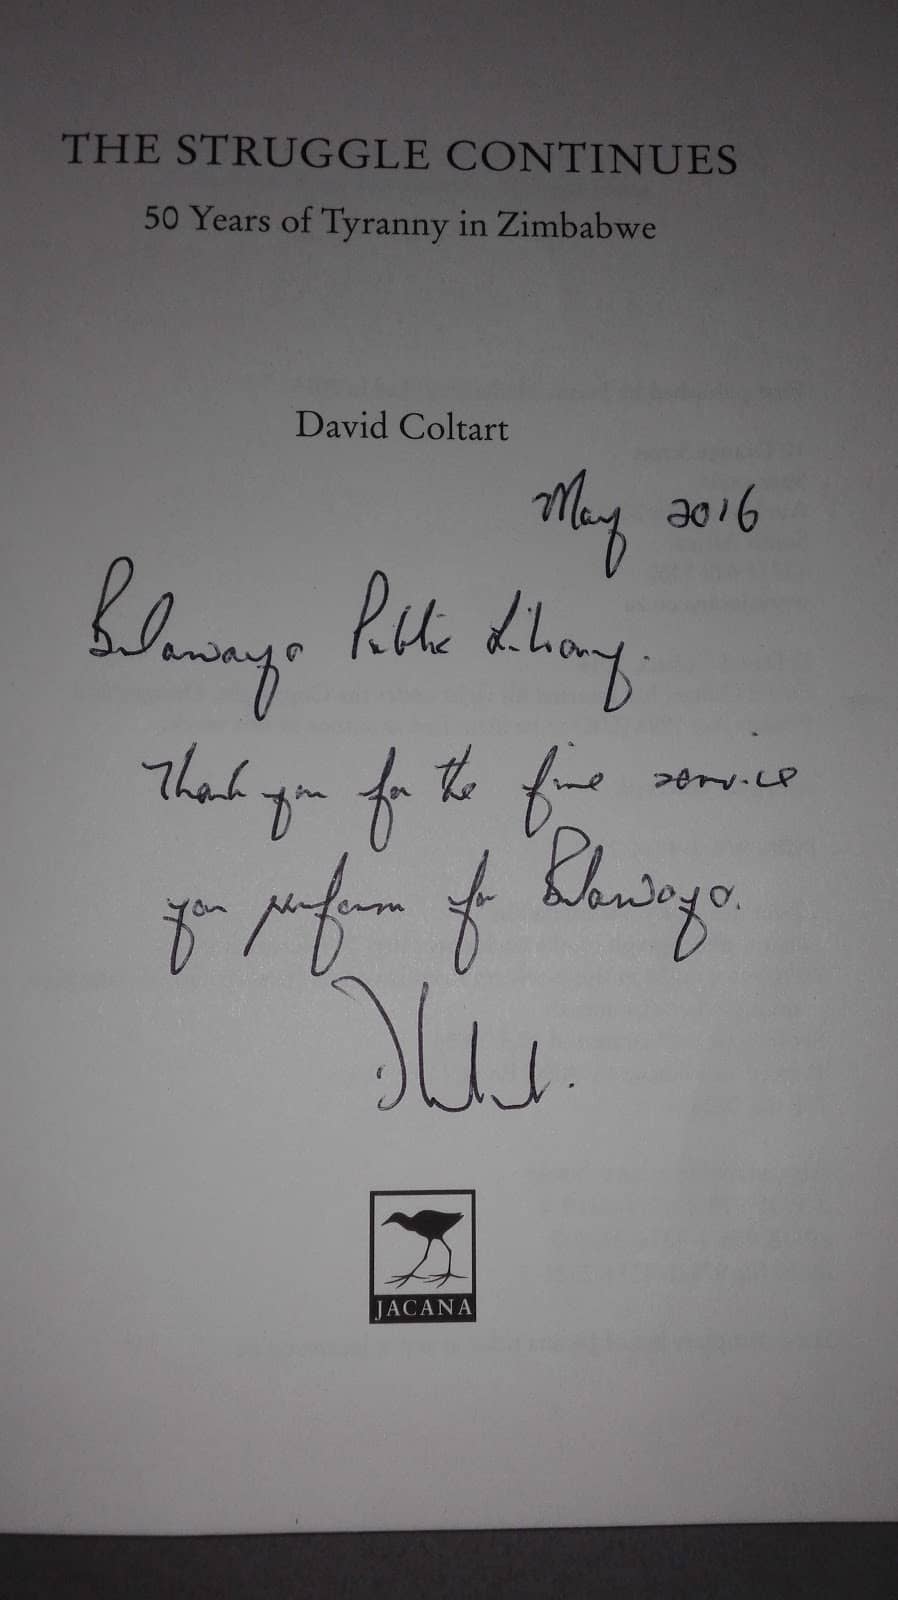 THE STRUGGLE CONTINUES
50 Years of Tyranny in Zimbabwe
David Coltart
May 2016
Bulawayo Public Library.
Thank you for the fine service
you perform for Bulawayo.
JACANA